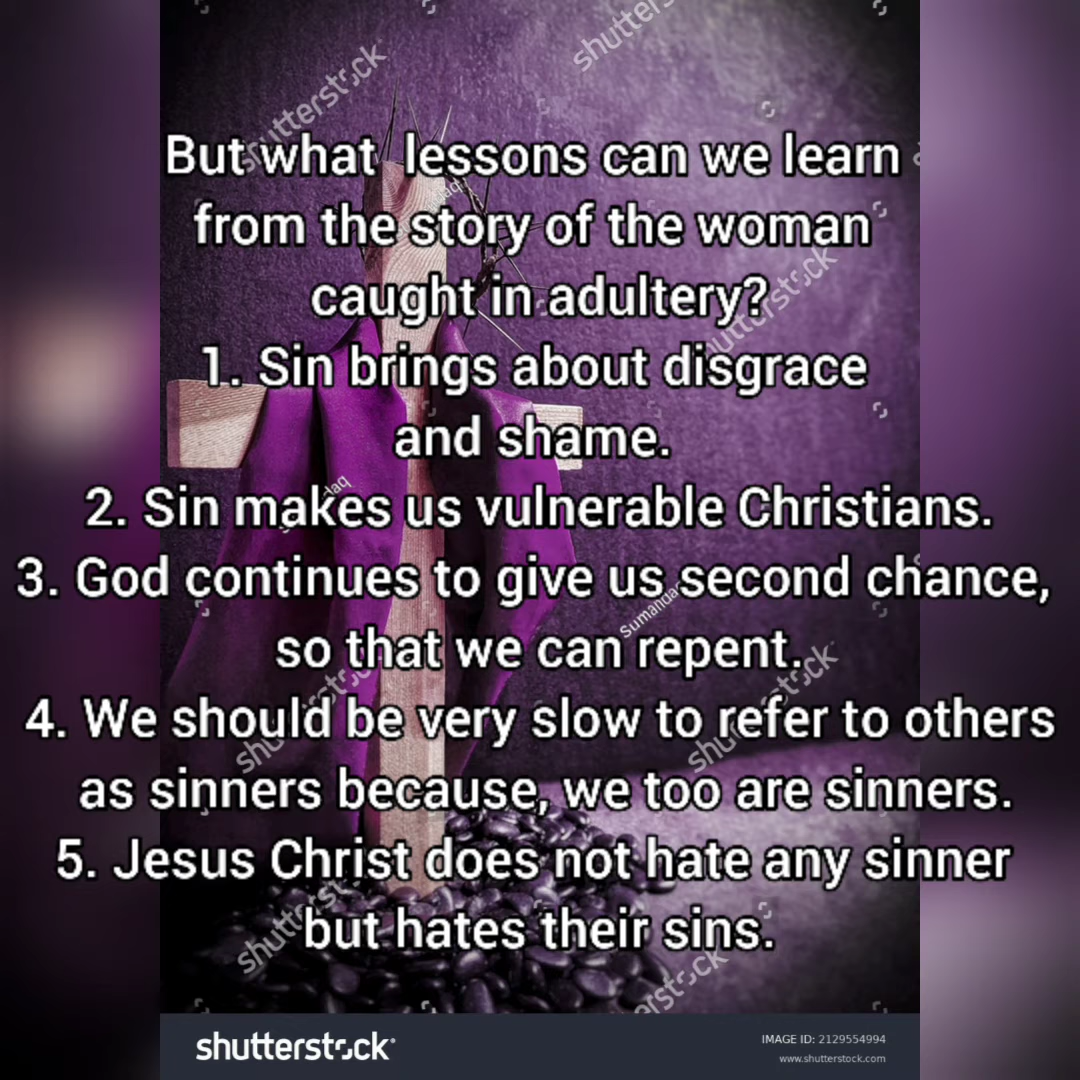 But what lessons can we learn
from the story of the woman
caught in adultery?
1. Sin brings about disgrace
and shame.
2. Sin makes us vulnerable Christians.
3. God continues to give us second chance,
so that we can repent.
4. We should be very slow to refer to others
as sinners because, we too are sinners.
5. Jesus Christ does not hate any sinner
but hates their sins.
shutterstock
IMAGE ID: 2129554994
www.shutterstock.com